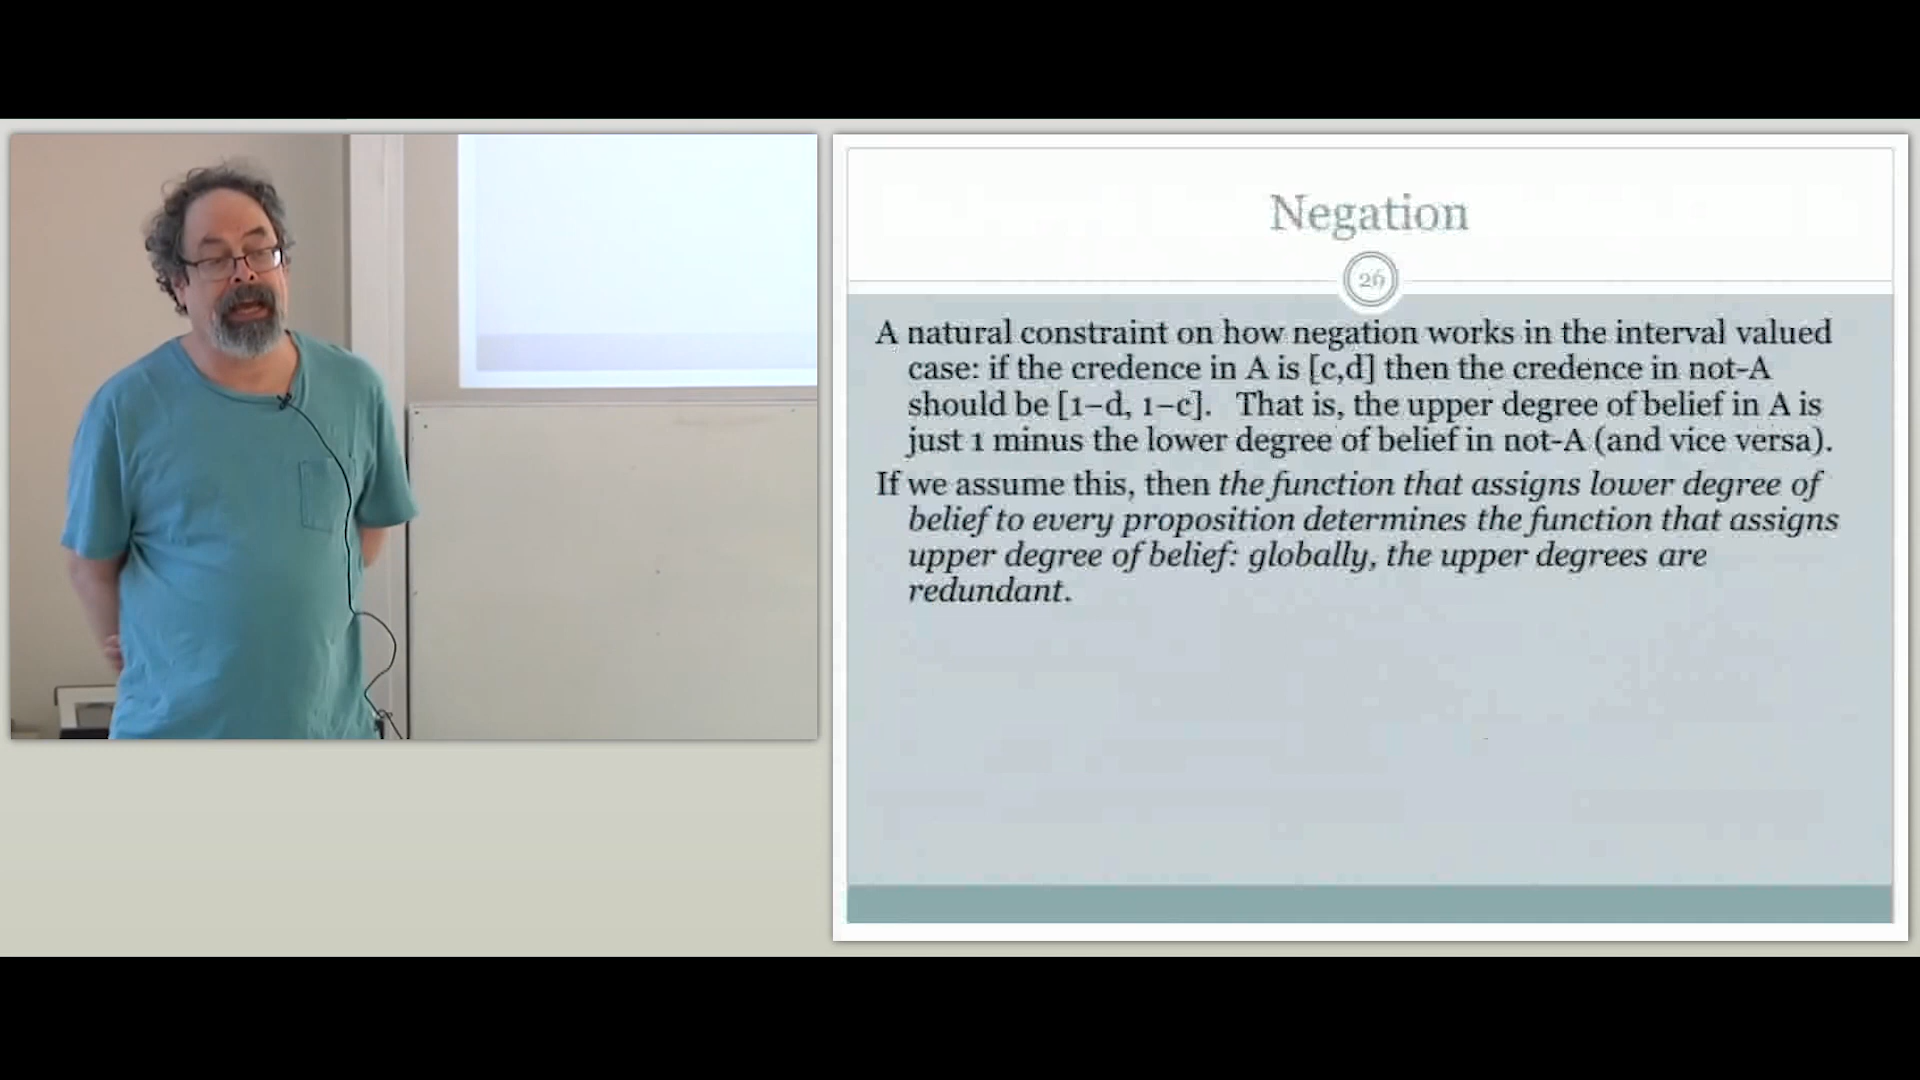 Negation
26
A natural constraint on how negation works in the interval valued
case: if the credence in A is [c,d] then the credence in not-A
should be [1–d, 1–c]. That is, the upper degree of belief in A is
just 1 minus the lower degree of belief in not-A (and vice versa).
If we assume this, then the function that assigns lower degree of
belief to every proposition determines the function that assigns
upper degree of belief: globally, the upper degrees are
redundant.